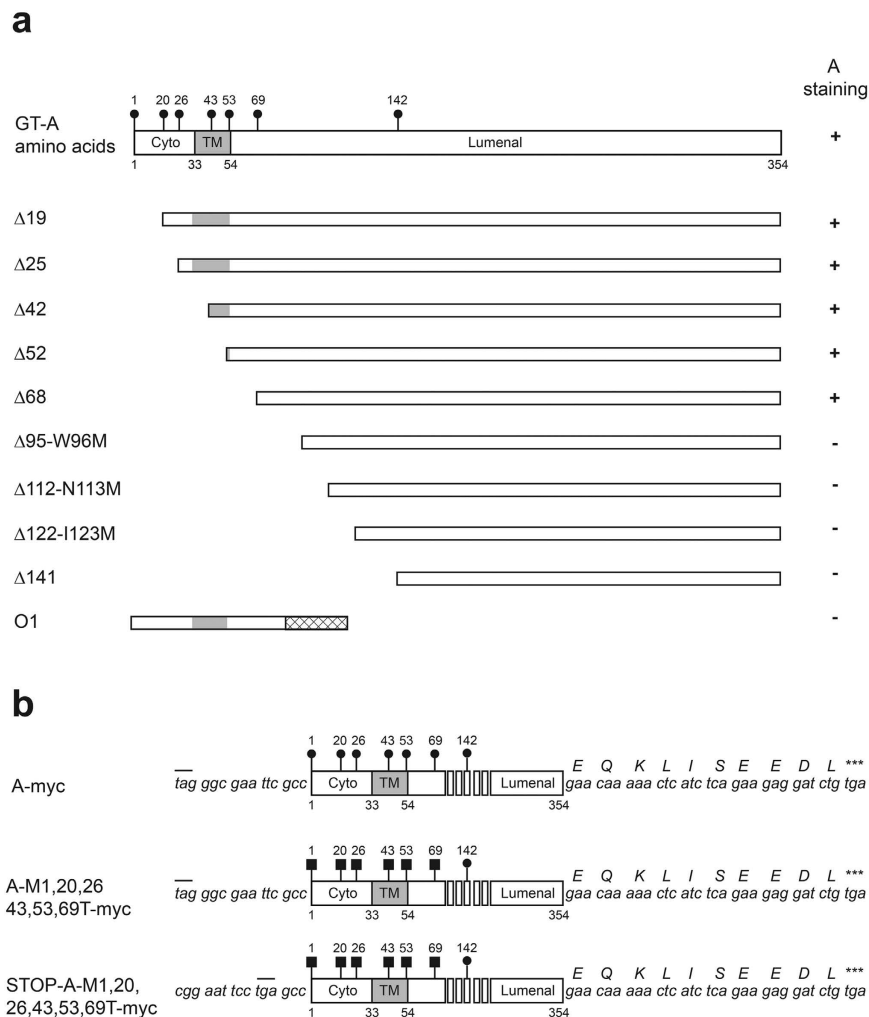 a
A
staining
1 20 26 43 53 69 142
GT-A
amino acids
Cyto TM Lumenal +
1 33 54 354
Δ19 +
Δ25 +
Δ42 +
Δ52 +
Δ68 +
Δ95-W96M -
Δ112-N113M -
Δ122-I123M -
Δ141 -
O1 -
b
1 20 26 43 53 69 142
E Q K L I S E E D L ***
A-myc
tag ggc gaa ttc gcc Cyto TM Lumenal gaa caa aaa ctc atc tca gaa gag gat ctg tga
1 33 54 354
1 20 26 43 53 69 142
E Q K L I S E E D L ***
A-M1,20,26
43,53,69T-myc
tag ggc gaa ttc gcc Cyto TM Lumenal gaa caa aaa ctc atc tca gaa gag gat ctg tga
1 33 54 354
1 20 26 43 53 69 142
E Q K L I S E E D L ***
STOP-A-M1,20,
26,43,53,69T-myc
cgg aat tcc tga gcc Cyto TM Lumenal gaa caa aaa ctc atc tca gaa gag gat ctg tga
1 33 54 354